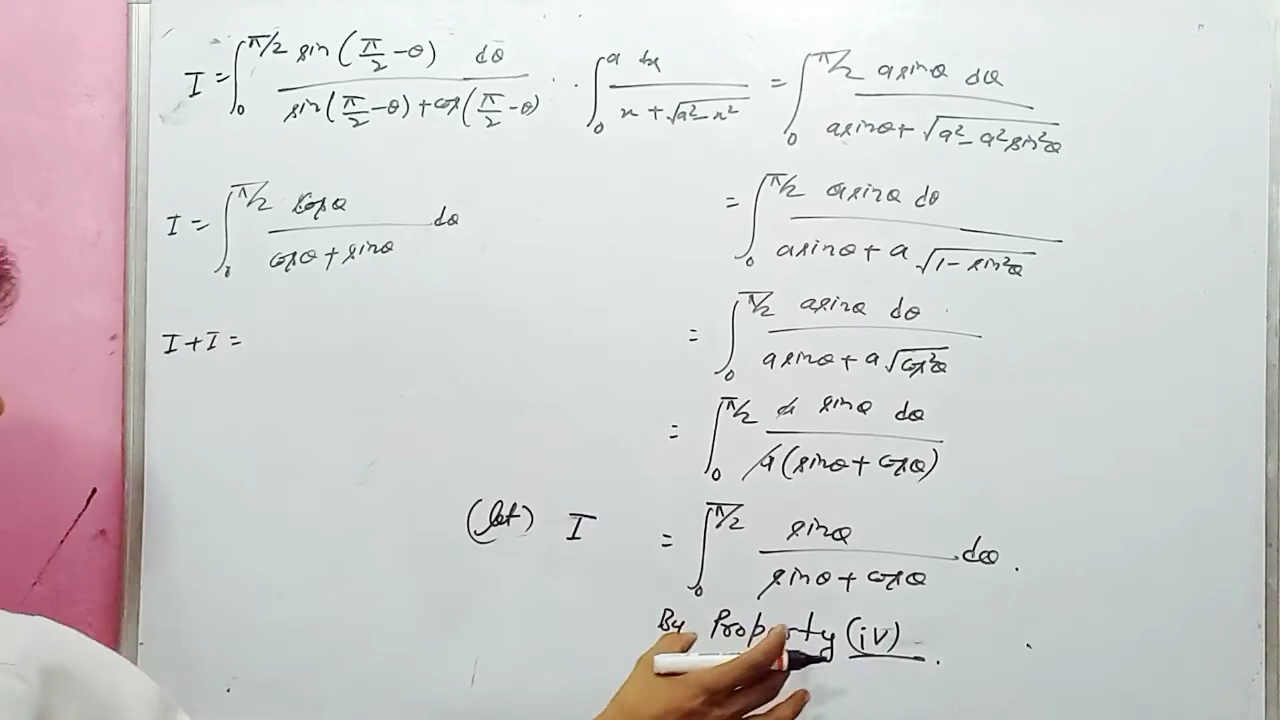 I = ∫₀^{π/2} sin(π/2 − θ) dθ / sin(π/2 − θ) + cos(π/2 − θ)
I = ∫₀^{π/2} cosθ / cosθ + sinθ dθ
I + I =
∫₀^a dx / x + √(a² − x²) = ∫₀^{π/2} a sinθ dθ / a sinθ + √(a² − a² sin²θ)
= ∫₀^{π/2} a sinθ dθ / a sinθ + a √(1 − sin²θ)
= ∫₀^{π/2} a sinθ dθ / a sinθ + a √(cos²θ)
= ∫₀^{π/2} a sinθ dθ / a (sinθ + cosθ)
(let) I = ∫₀^{π/2} sinθ / sinθ + cosθ dθ.
By Property (iv).